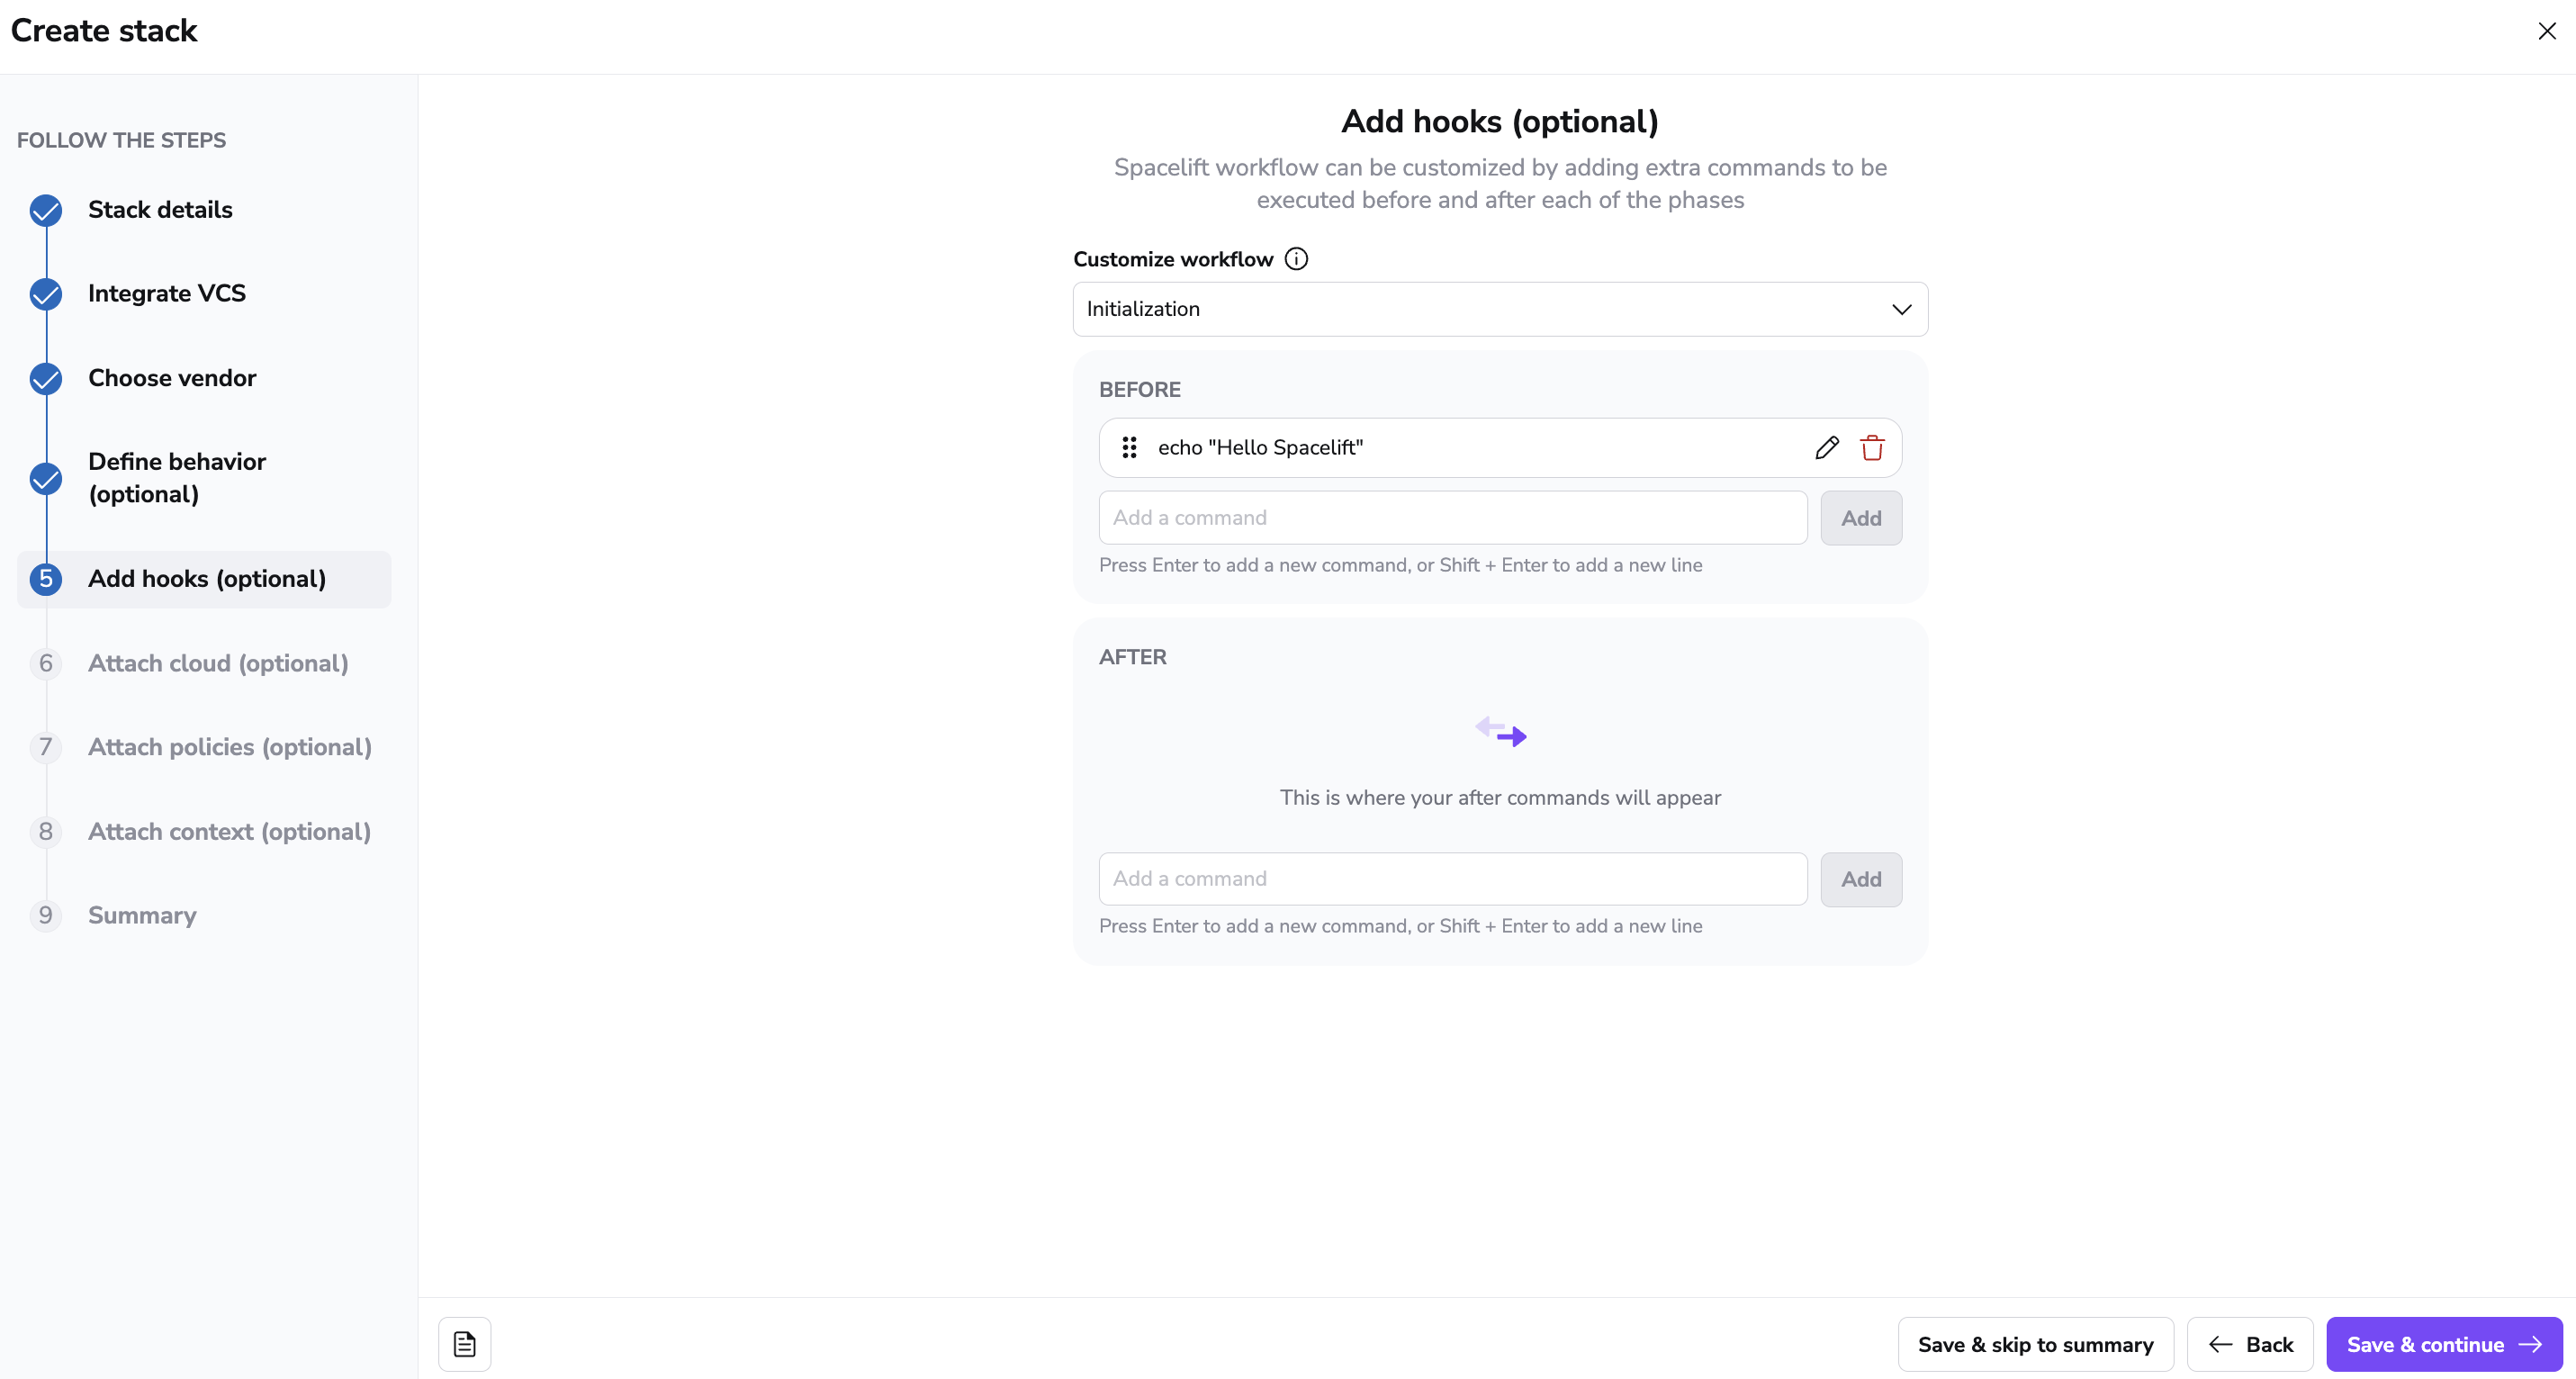 Create stack
FOLLOW THE STEPS
Stack details
Integrate VCS
Choose vendor
Define behavior
(optional)
5 Add hooks (optional)
6 Attach cloud (optional)
7 Attach policies (optional)
8 Attach context (optional)
9 Summary
Add hooks (optional)
Spacelift workflow can be customized by adding extra commands to be
executed before and after each of the phases
Customize workflow
Initialization
BEFORE
echo "Hello Spacelift"
Add a command Add
Press Enter to add a new command, or Shift + Enter to add a new line
AFTER
This is where your after commands will appear
Add a command Add
Press Enter to add a new command, or Shift + Enter to add a new line
Save & skip to summary Back Save & continue